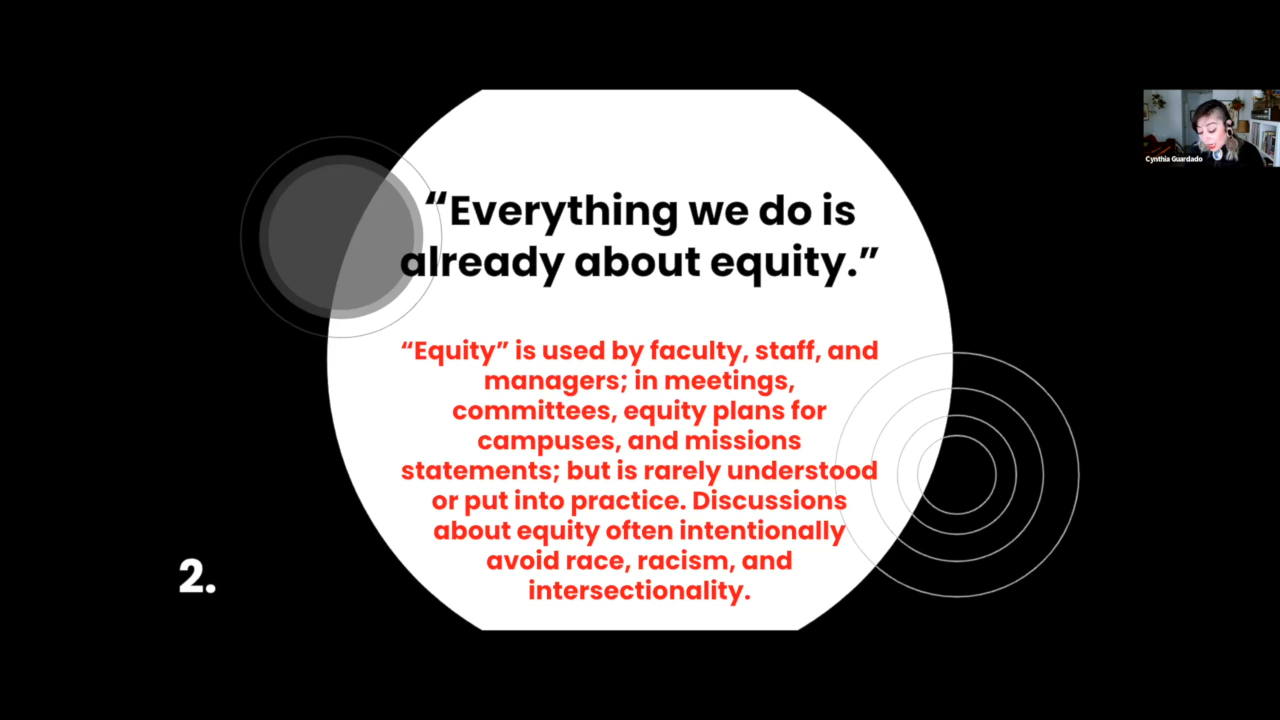 “Everything we do is
already about equity.”
“Equity” is used by faculty, staff, and
managers; in meetings,
committees, equity plans for
campuses, and missions
statements; but is rarely understood
or put into practice. Discussions
about equity often intentionally
avoid race, racism, and
intersectionality.
2.
Cynthia Guardado